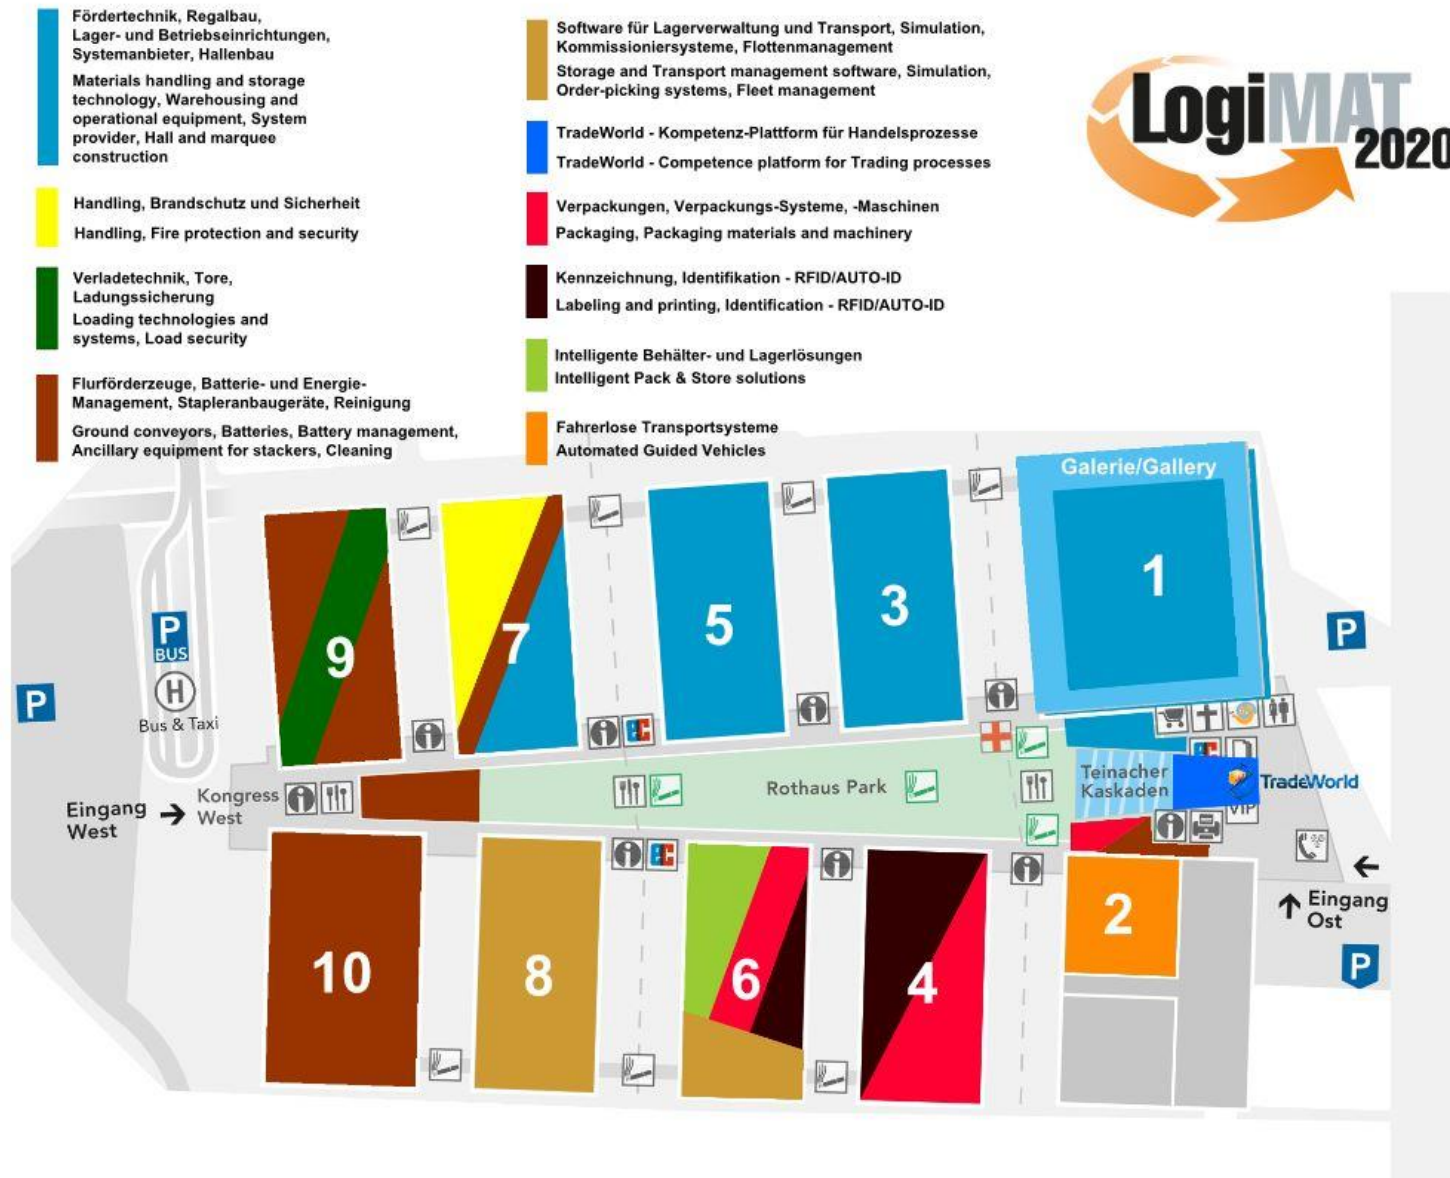 Fördertechnik, Regalbau,
Lager- und Betriebseinrichtungen,
Systemanbieter, Hallenbau
Materials handling and storage
technology, Warehousing and
operational equipment, System
provider, Hall and marquee
construction
Handling, Brandschutz und Sicherheit
Handling, Fire protection and security
Verladetechnik, Tore,
Ladungssicherung
Loading technologies and
systems, Load security
Flurförderzeuge, Batterie- und Energie-
Management, Stapleranbaugeräte, Reinigung
Ground conveyors, Batteries, Battery management,
Ancillary equipment for stackers, Cleaning
Software für Lagerverwaltung und Transport, Simulation,
Kommissioniersysteme, Flottenmanagement
Storage and Transport management software, Simulation,
Order-picking systems, Fleet management
TradeWorld - Kompetenz-Plattform für Handelsprozesse
TradeWorld - Competence platform for Trading processes
Verpackungen, Verpackungs-Systeme, -Maschinen
Packaging, Packaging materials and machinery
Kennzeichnung, Identifikation - RFID/AUTO-ID
Labeling and printing, Identification - RFID/AUTO-ID
Intelligente Behälter- und Lagerlösungen
Intelligent Pack & Store solutions
Fahrerlose Transportsysteme
Automated Guided Vehicles
LogiMAT
2020
Galerie/Gallery
1
3
5
7
9
P
BUS
H
Bus & Taxi
P
P
Eingang
West
Kongress
West
Rothaus Park
Teinacher
Kaskaden
TradeWorld
VIP
10
8
6
4
2
Eingang
Ost
P